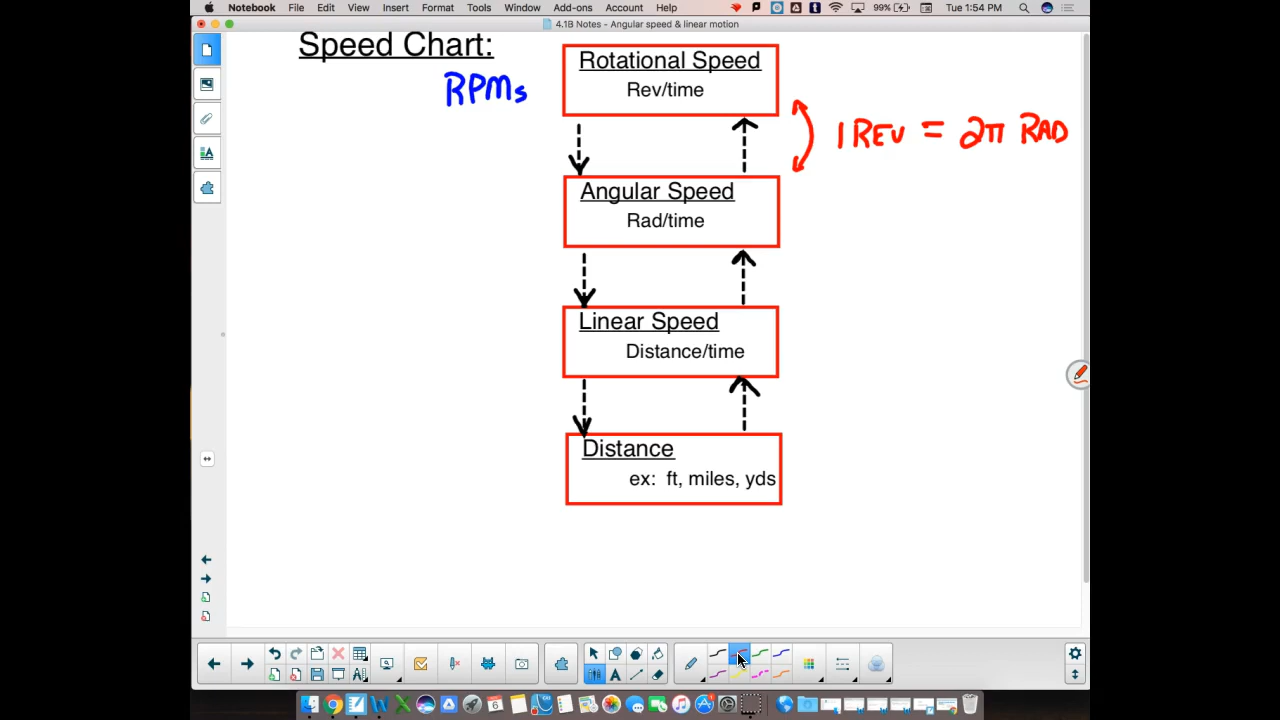 Notebook File Edit View Insert Format Tools Window Add-ons Account Help 99% Tue 1:54 PM
4.1B Notes - Angular speed & linear motion
Speed Chart:
RPMs
Rotational Speed
Rev/time
1 REV = 2π RAD
Angular Speed
Rad/time
Linear Speed
Distance/time
Distance
ex: ft, miles, yds